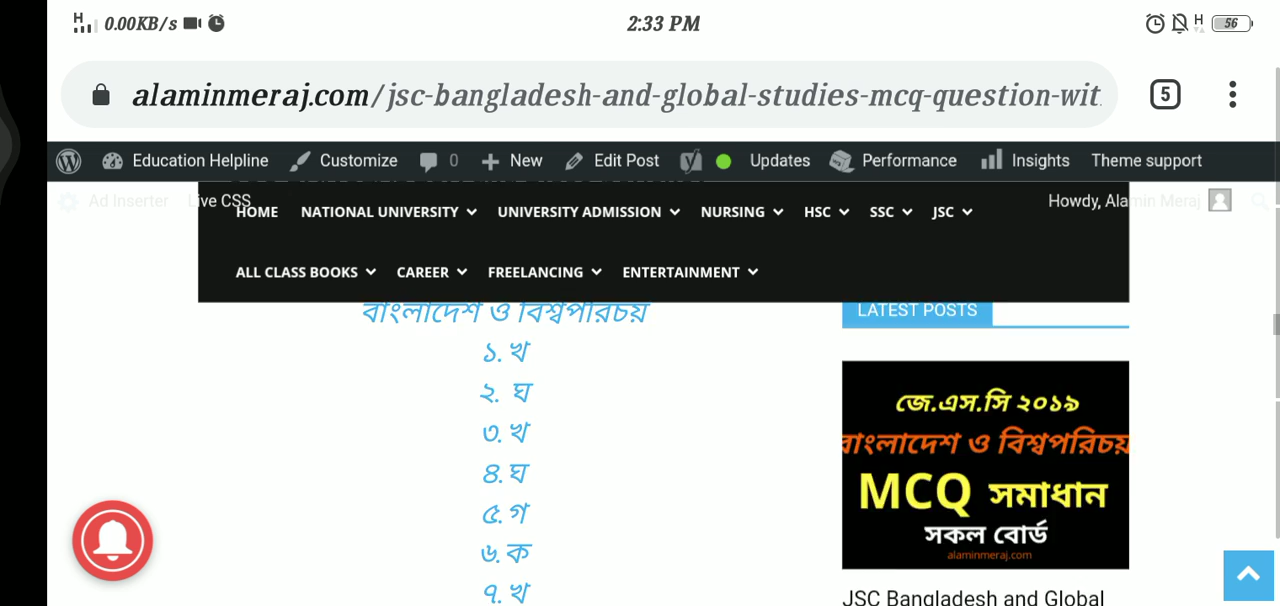 H 0.00KB/s 2:33 PM H 56
alaminmeraj.com/jsc-bangladesh-and-global-studies-mcq-question-wit
5
Education Helpline Customize 0 New Edit Post Updates Performance Insights Theme support
Ad Inserter Live CSS Howdy, Alamin Meraj
HOME NATIONAL UNIVERSITY UNIVERSITY ADMISSION NURSING HSC SSC JSC
ALL CLASS BOOKS CAREER FREELANCING ENTERTAINMENT
বাংলাদেশ ও বিশ্বপরিচয়
১. খ
২. ঘ
৩. খ
৪. ঘ
৫. গ
৬. ক
৭. খ
LATEST POSTS
জে.এস.সি ২০১৯
বাংলাদেশ ও বিশ্বপরিচয়
MCQ সমাধান
সকল বোর্ড
alaminmeraj.com
JSC Bangladesh and Global